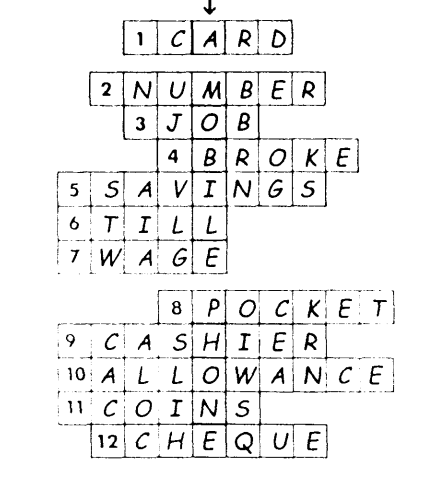 1 CARD
2 NUMBER
3 JOB
4 BROKE
5 SAVINGS
6 TILL
7 WAGE
8 POCKET
9 CASHIER
10 ALLOWANCE
11 COINS
12 CHEQUE